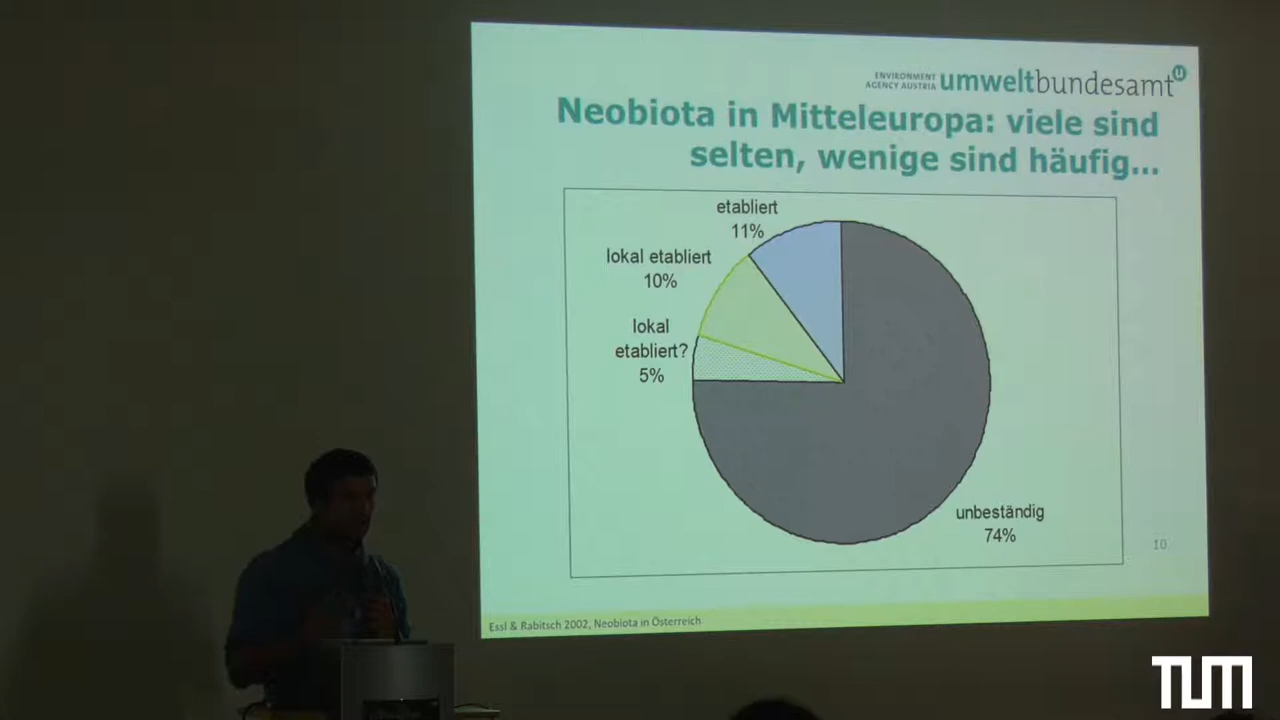 ENVIRONMENT
AGENCY AUSTRIA umweltbundesamt
Neobiota in Mitteleuropa: viele sind
selten, wenige sind häufig...
etabliert
11%
lokal etabliert
10%
lokal
etabliert?
5%
unbeständig
74%
10
Essl & Rabitsch 2002, Neobiota in Österreich
TUM